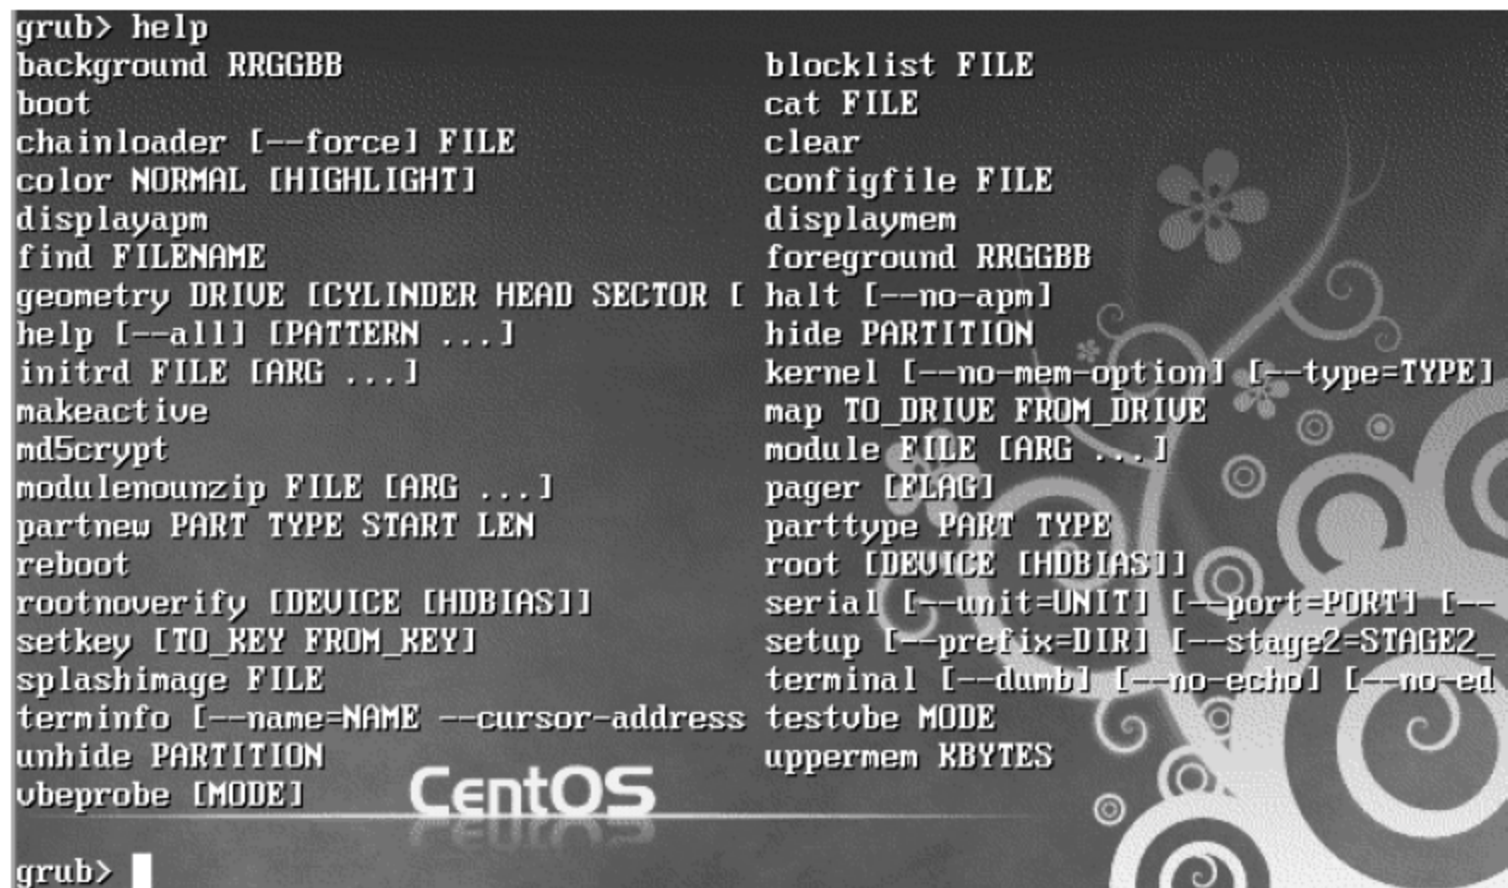 grub> help
background RRGGBB blocklist FILE
boot cat FILE
chainloader [--force] FILE clear
color NORMAL [HIGHLIGHT] configfile FILE
displayapm displaymem
find FILENAME foreground RRGGBB
geometry DRIVE [CYLINDER HEAD SECTOR [ halt [--no-apm]
help [--all] [PATTERN ...] hide PARTITION
initrd FILE [ARG ...] kernel [--no-mem-option] [--type=TYPE]
makeactive map TO_DRIVE FROM_DRIVE
md5crypt module FILE [ARG ...]
modulenounzip FILE [ARG ...] pager [FLAG]
partnew PART TYPE START LEN parttype PART TYPE
reboot root [DEVICE [HDBIAS]]
rootnoverify [DEVICE [HDBIAS]] serial [--unit=UNIT] [--port=PORT] [--
setkey [TO_KEY FROM_KEY] setup [--prefix=DIR] [--stage2=STAGE2_
splashimage FILE terminal [--dumb] [--no-echo] [--no-ed
terminfo [--name=NAME --cursor-address testvbe MODE
unhide PARTITION uppermem KBYTES
vbeprobe [MODE]
CentOS
grub>